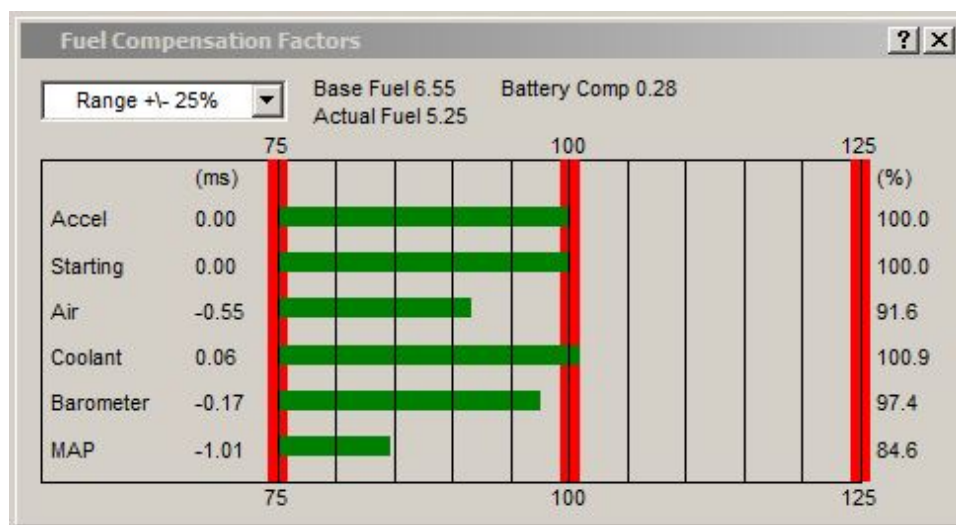 Fuel Compensation Factors
? X
Range +\- 25%
Base Fuel 6.55 Battery Comp 0.28
Actual Fuel 5.25
75 100 125
(ms) (%)
Accel 0.00 100.0
Starting 0.00 100.0
Air -0.55 91.6
Coolant 0.06 100.9
Barometer -0.17 97.4
MAP -1.01 84.6
75 100 125